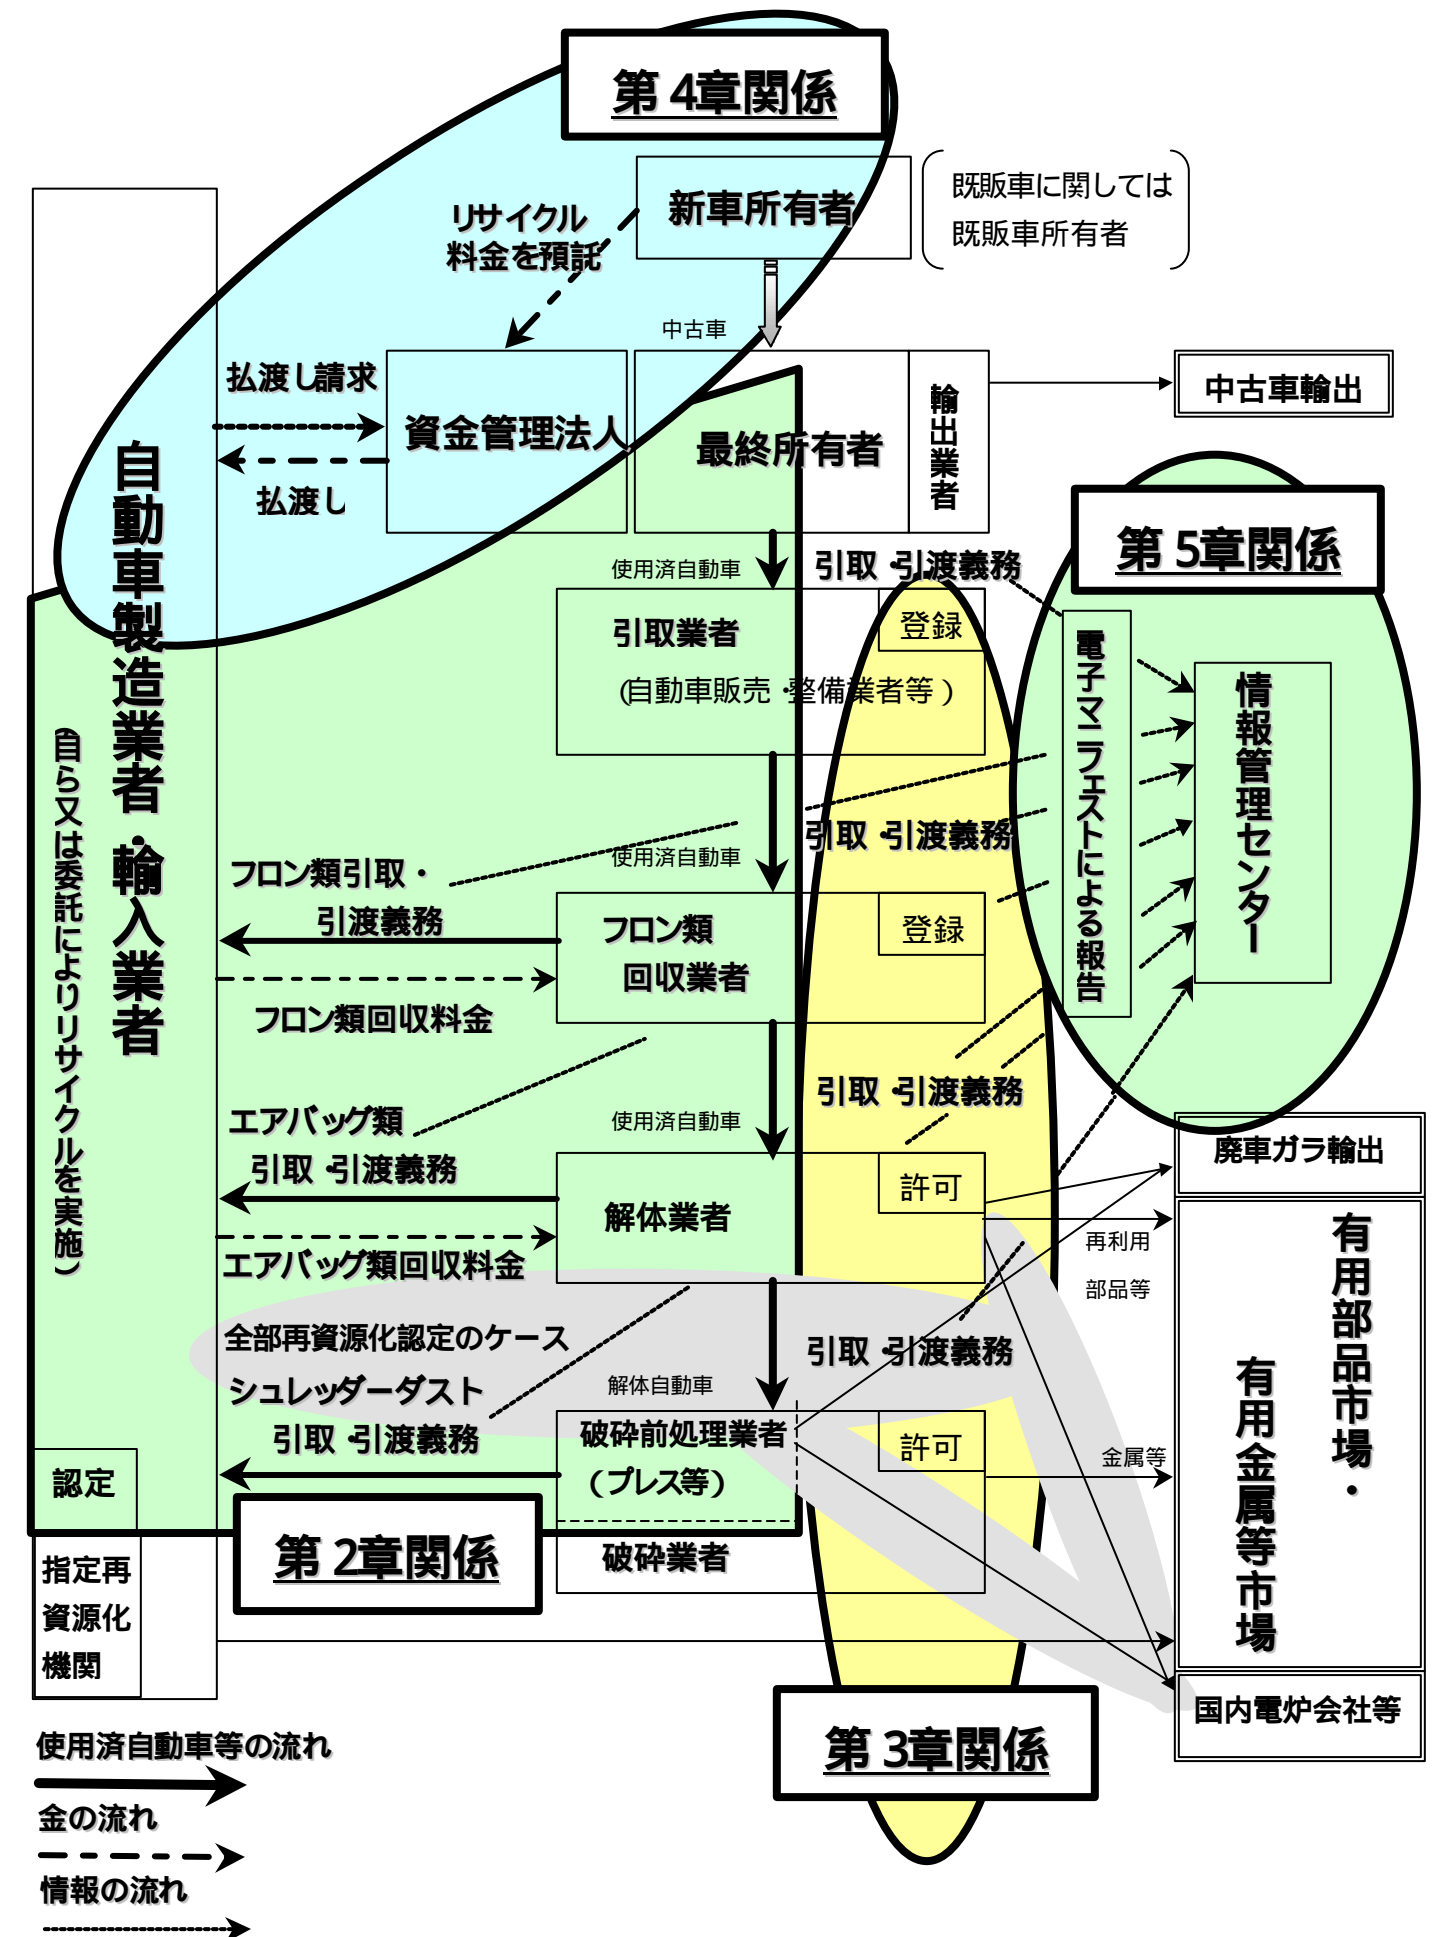 第4章関係
新車所有者
既販車に関しては
既販車所有者
リサイクル
料金を預託
中古車
払渡し請求
資金管理法人
払渡し
最終所有者
輸出業者
中古車輸出
第5章関係
自動車製造業者・輸入業者
（自ら又は委託によりリサイクルを実施）
使用済自動車
引取・引渡義務
引取業者
登録
（自動車販売・整備業者等）
電子マニフェストによる報告
情報管理センター
使用済自動車
引取・引渡義務
フロン類引取・
引渡義務
フロン類
回収業者
登録
フロン類回収料金
使用済自動車
引取・引渡義務
エアバッグ類
引取・引渡義務
解体業者
許可
エアバッグ類回収料金
廃車ガラ輸出
再利用
部品等
有用部品市場・
有用金属等市場
全部再資源化認定のケース
シュレッダーダスト
引取・引渡義務
解体自動車
引取・引渡義務
破砕前処理業者
（プレス等）
許可
金属等
破砕業者
認定
指定再
資源化
機関
第2章関係
国内電炉会社等
第3章関係
使用済自動車等の流れ
金の流れ
情報の流れ